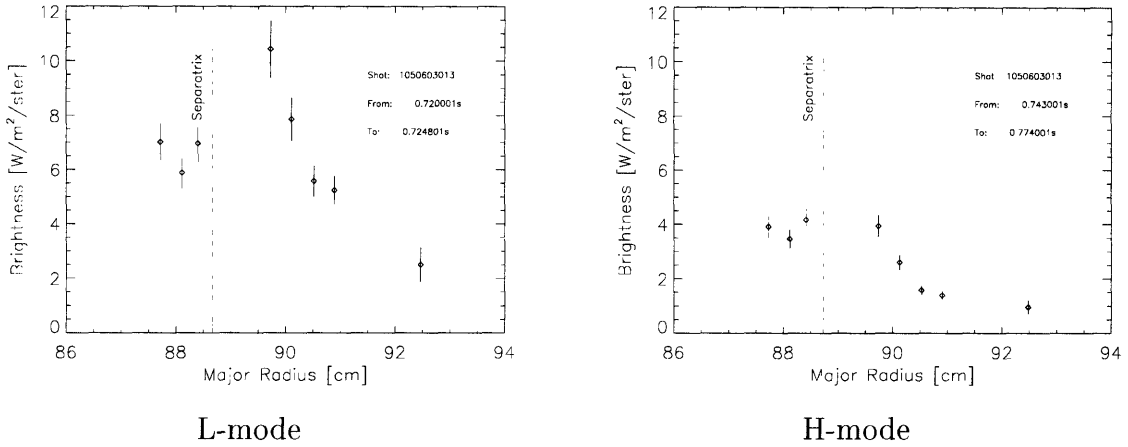 12
10
8
6
4
2
0
Brightness [W/m²/ster]
Separatrix
Shot: 1050603013
From: 0.720001s
To: 0.724801s
86 88 90 92 94
Major Radius [cm]
L-mode
12
10
8
6
4
2
0
Brightness [W/m²/ster]
Separatrix
Shot 1050603013
From: 0.743001s
To: 0.774001s
86 88 90 92 94
Major Radius [cm]
H-mode